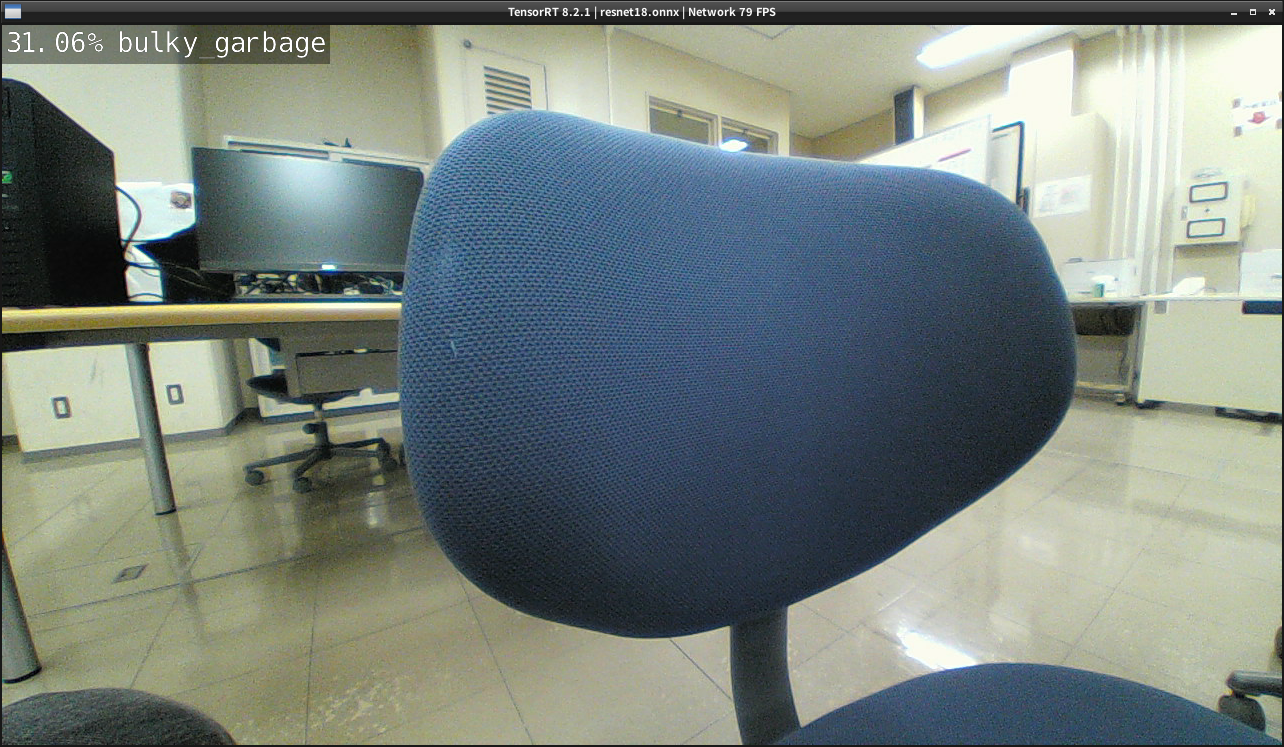 TensorRT 8.2.1 | resnet18.onnx | Network 79 FPS
31.06% bulky_garbage